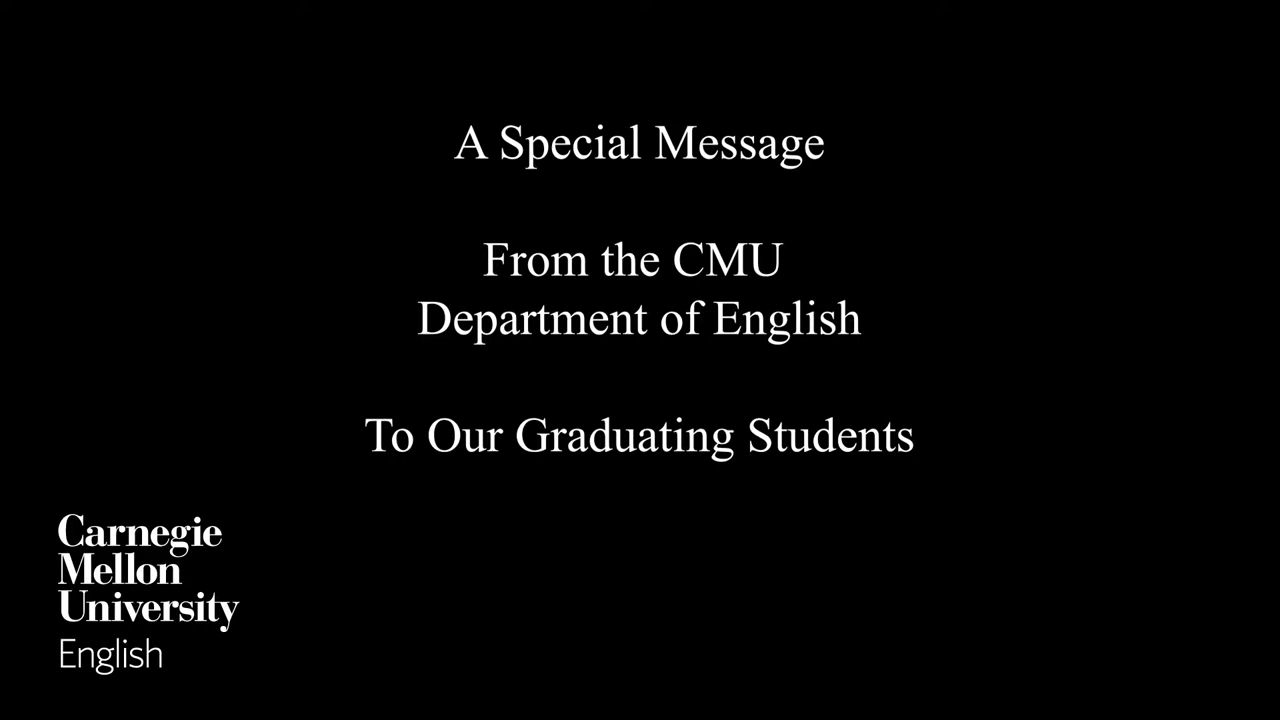 A Special Message
From the CMU
Department of English
To Our Graduating Students
Carnegie
Mellon
University
English